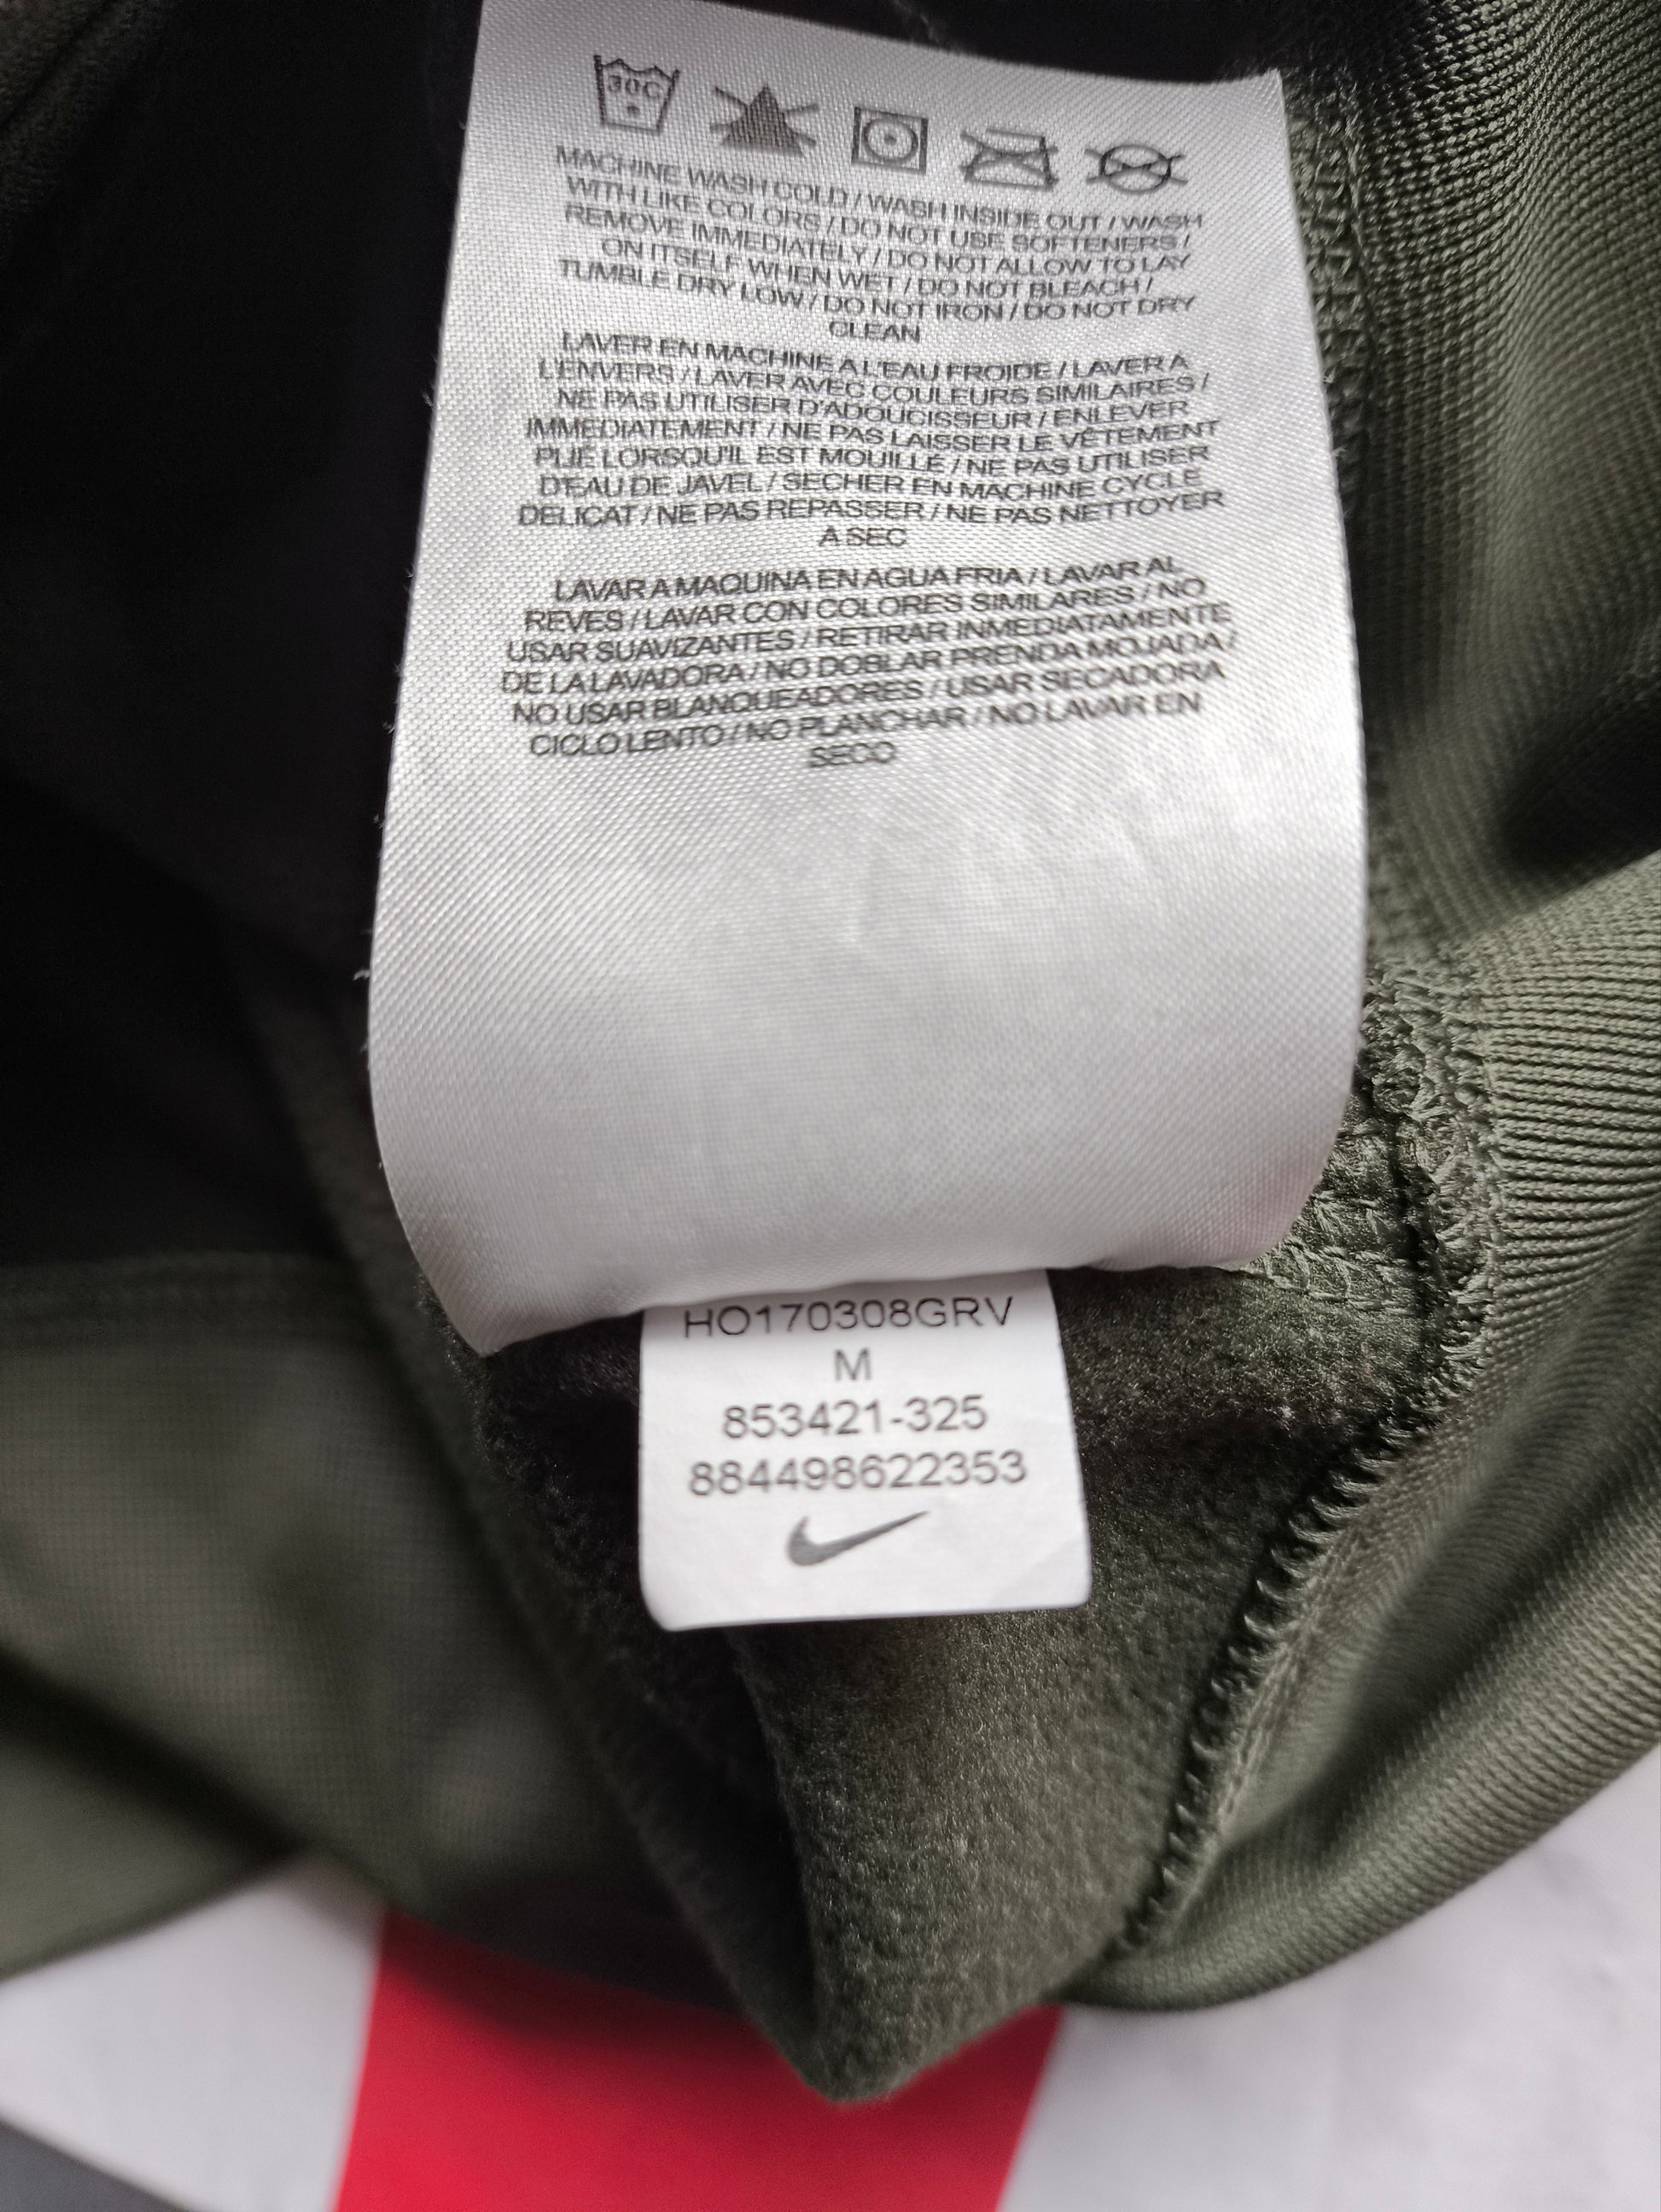 30C
MACHINE WASH COLD / WASH INSIDE OUT / WASH
WITH LIKE COLORS / DO NOT USE SOFTENERS /
REMOVE IMMEDIATELY / DO NOT ALLOW TO LAY
ON ITSELF WHEN WET / DO NOT BLEACH /
TUMBLE DRY LOW / DO NOT IRON / DO NOT DRY
CLEAN
LAVER EN MACHINE A L'EAU FROIDE / LAVER À
L'ENVERS / LAVER AVEC COULEURS SIMILAIRES /
NE PAS UTILISER D'ADOUCISSEUR / ENLEVER
IMMEDIATEMENT / NE PAS LAISSER LE VÊTEMENT
PLIÉ LORSQU'IL EST MOUILLÉ / NE PAS UTILISER
D'EAU DE JAVEL / SECHER EN MACHINE CYCLE
DELICAT / NE PAS REPASSER / NE PAS NETTOYER
A SEC
LAVAR A MAQUINA EN AGUA FRIA / LAVAR AL
REVES / LAVAR CON COLORES SIMILARES / NO
USAR SUAVIZANTES / RETIRAR INMEDIATAMENTE
DE LA LAVADORA / NO DOBLAR PRENDA MOJADA /
NO USAR BLANQUEADORES / USAR SECADORA
CICLO LENTO / NO PLANCHAR / NO LAVAR EN
SECO
HO170308GRV
M
853421-325
884498622353